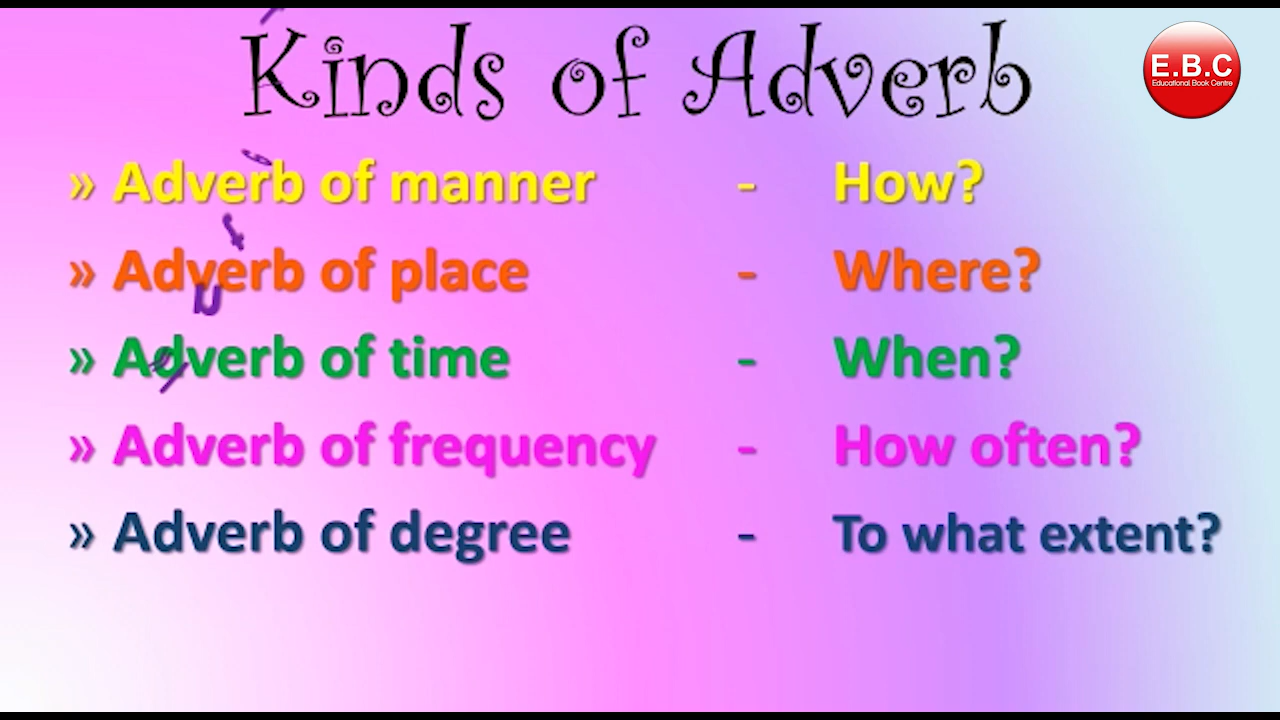 Kinds of Adverb
E.B.C
Educational Book Centre
» Adverb of manner - How?
» Adverb of place - Where?
» Adverb of time - When?
» Adverb of frequency - How often?
» Adverb of degree - To what extent?